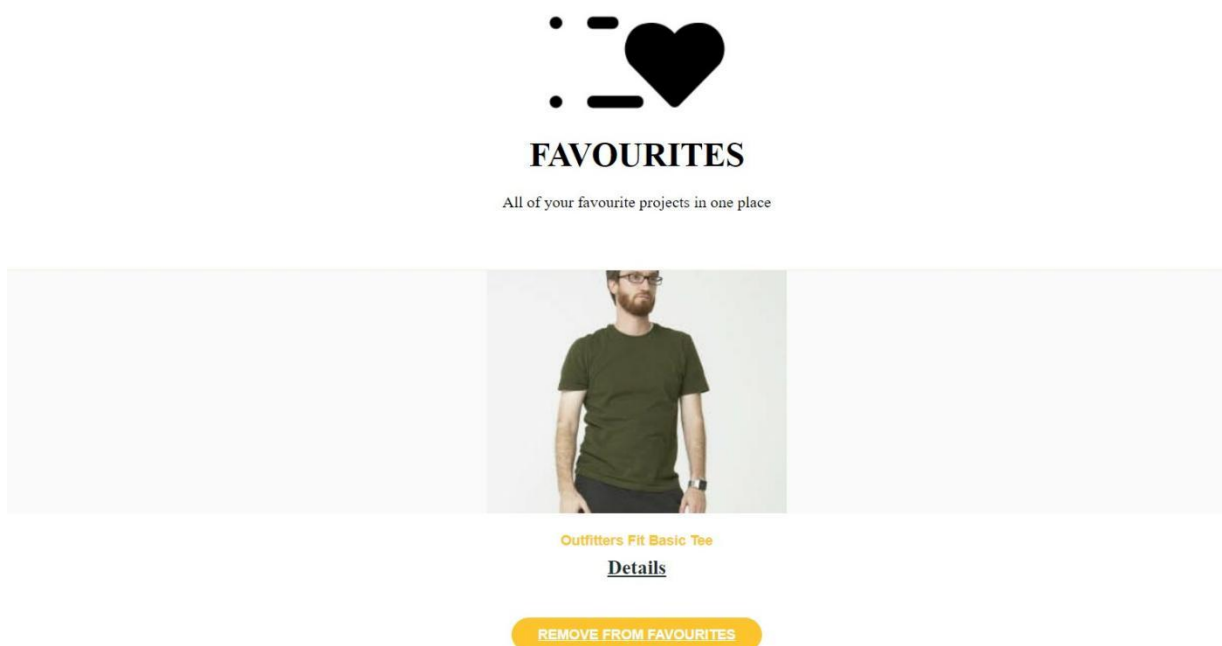 FAVOURITES
All of your favourite projects in one place
Outfitters Fit Basic Tee
Details
REMOVE FROM FAVOURITES